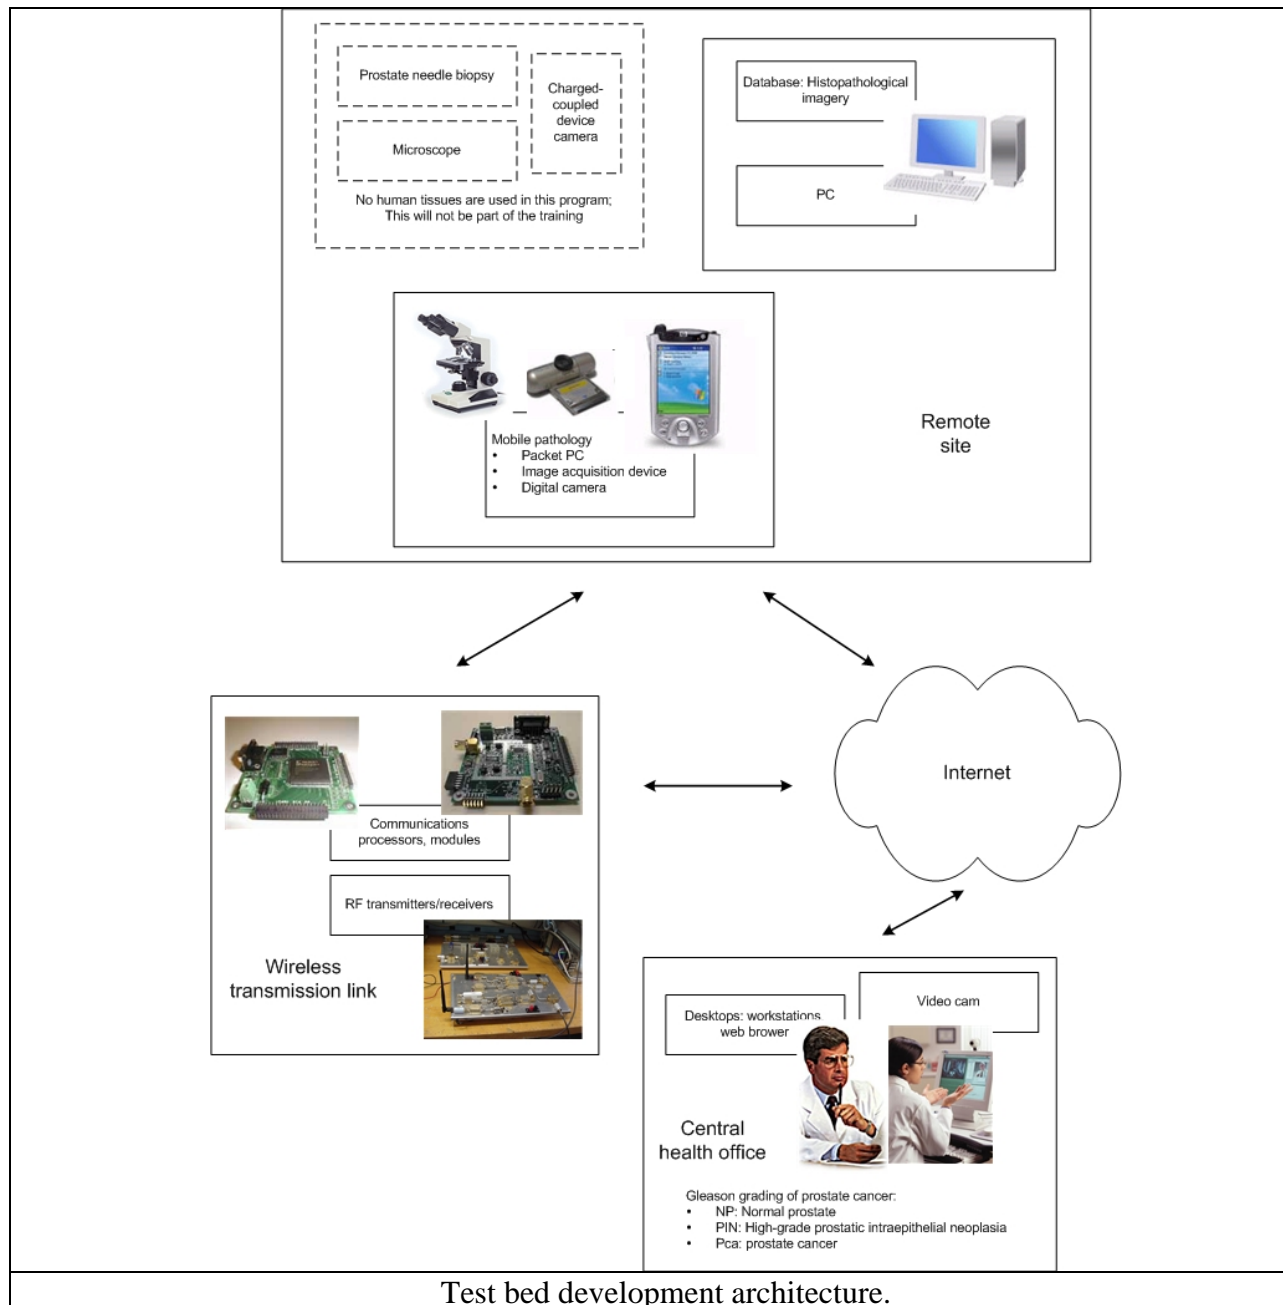 Prostate needle biopsy
Charged-
coupled
device
camera
Microscope
No human tissues are used in this program;
This will not be part of the training
Database: Histopathological
imagery
PC
Mobile pathology
• Packet PC
• Image acquisition device
• Digital camera
Remote
site
Communications
processors, modules
RF transmitters/receivers
Wireless
transmission link
Internet
Desktops: workstations
web brower
Video cam
Central
health office
Gleason grading of prostate cancer:
• NP: Normal prostate
• PIN: High-grade prostatic intraepithelial neoplasia
• Pca: prostate cancer
Test bed development architecture.